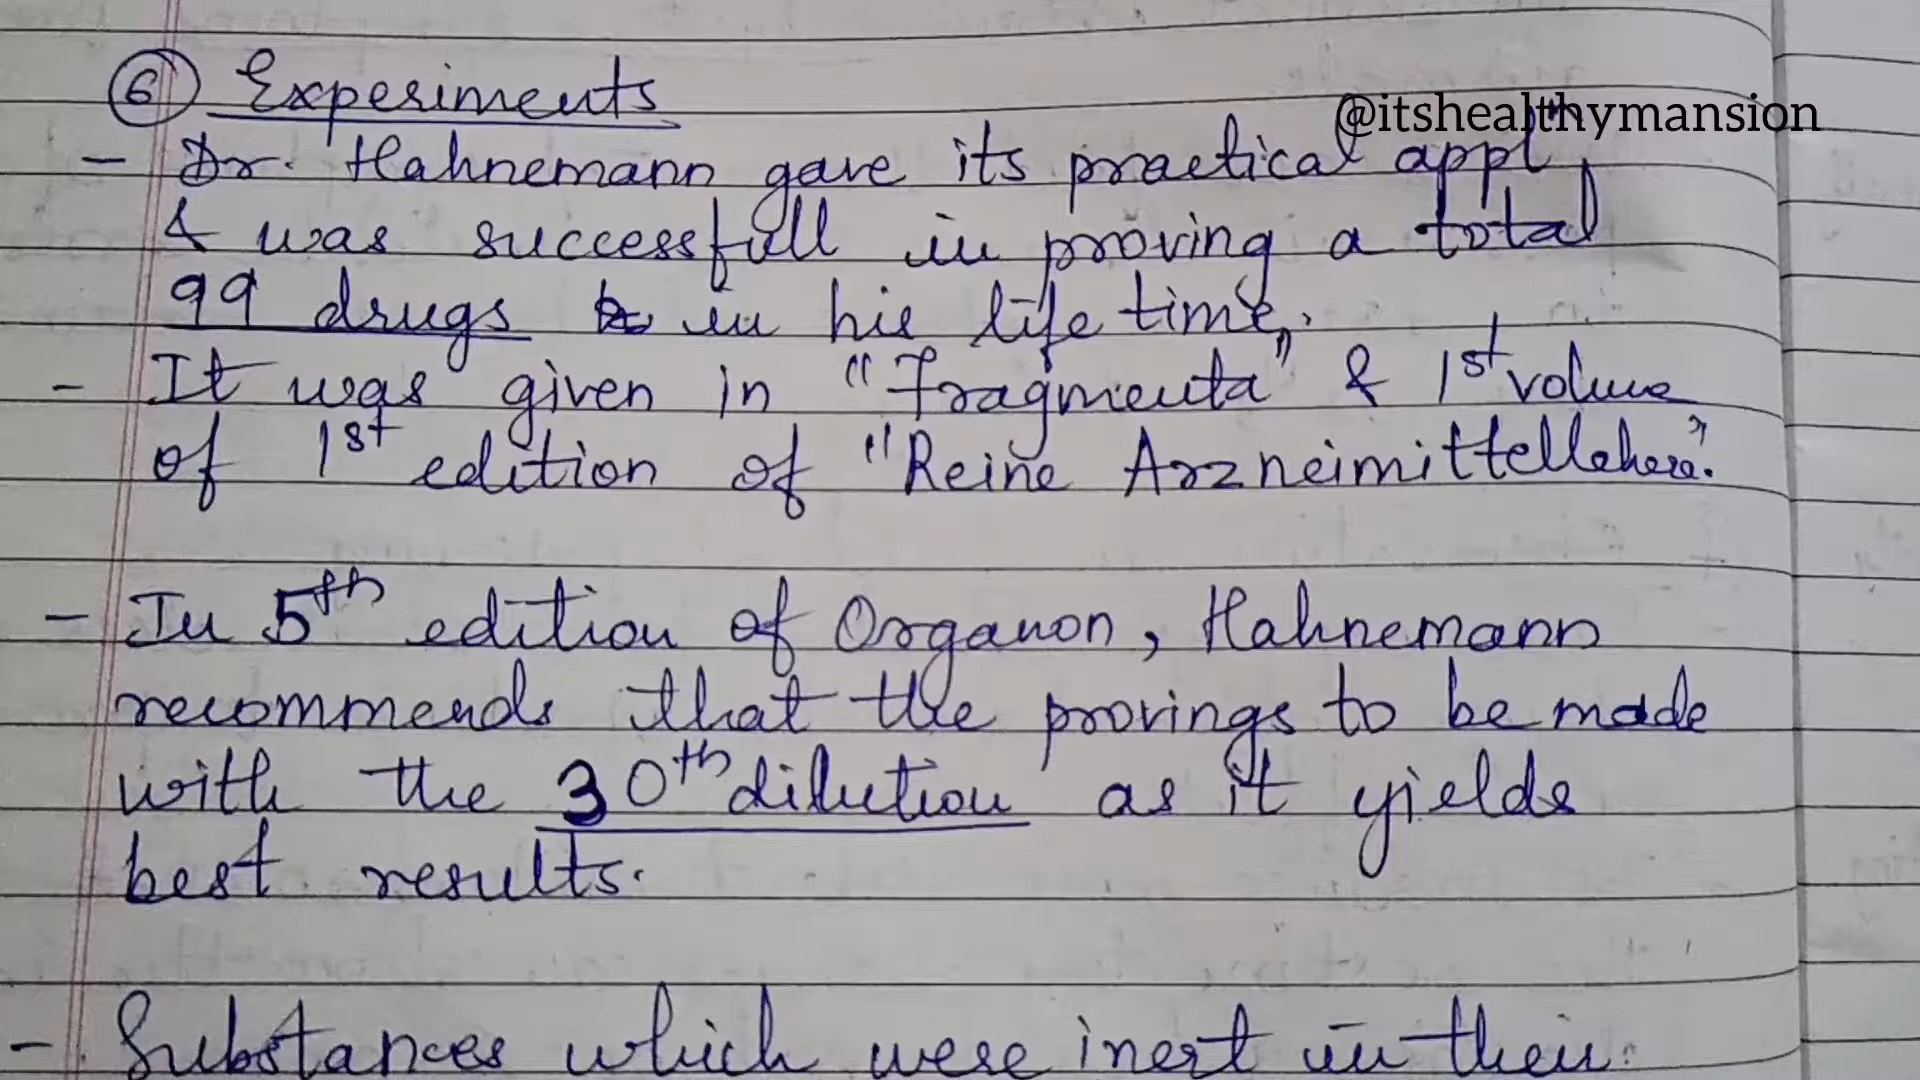 6 Experiments
@itshealthymansion
- Dr. Hahnemann gave its practical applⁿ
& was successfull in proving a total
99 drugs in his life time.
- It was given in "Fragmenta" & 1st volume
of 1st edition of "Reine Arzneimittellehera".
- In 5th edition of Organon, Hahnemann
recommends that the provings to be made
with the 30th dilution as it yields
best results.
- Substances which were inert in their